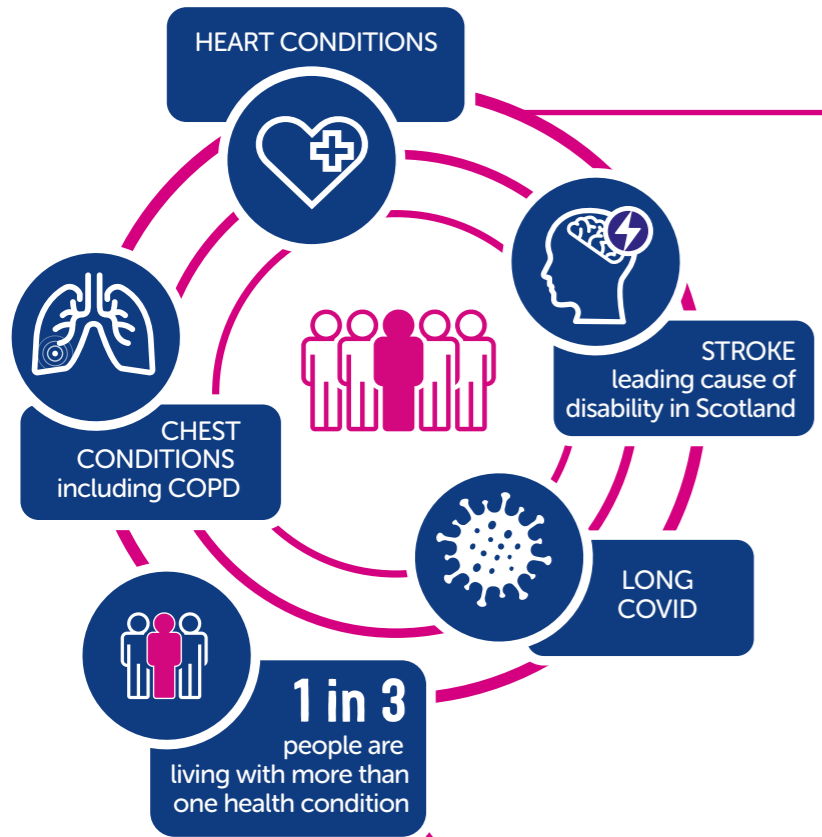 HEART CONDITIONS
STROKE
leading cause of
disability in Scotland
CHEST
CONDITIONS
including COPD
LONG
COVID
1 in 3
people are
living with more than
one health condition